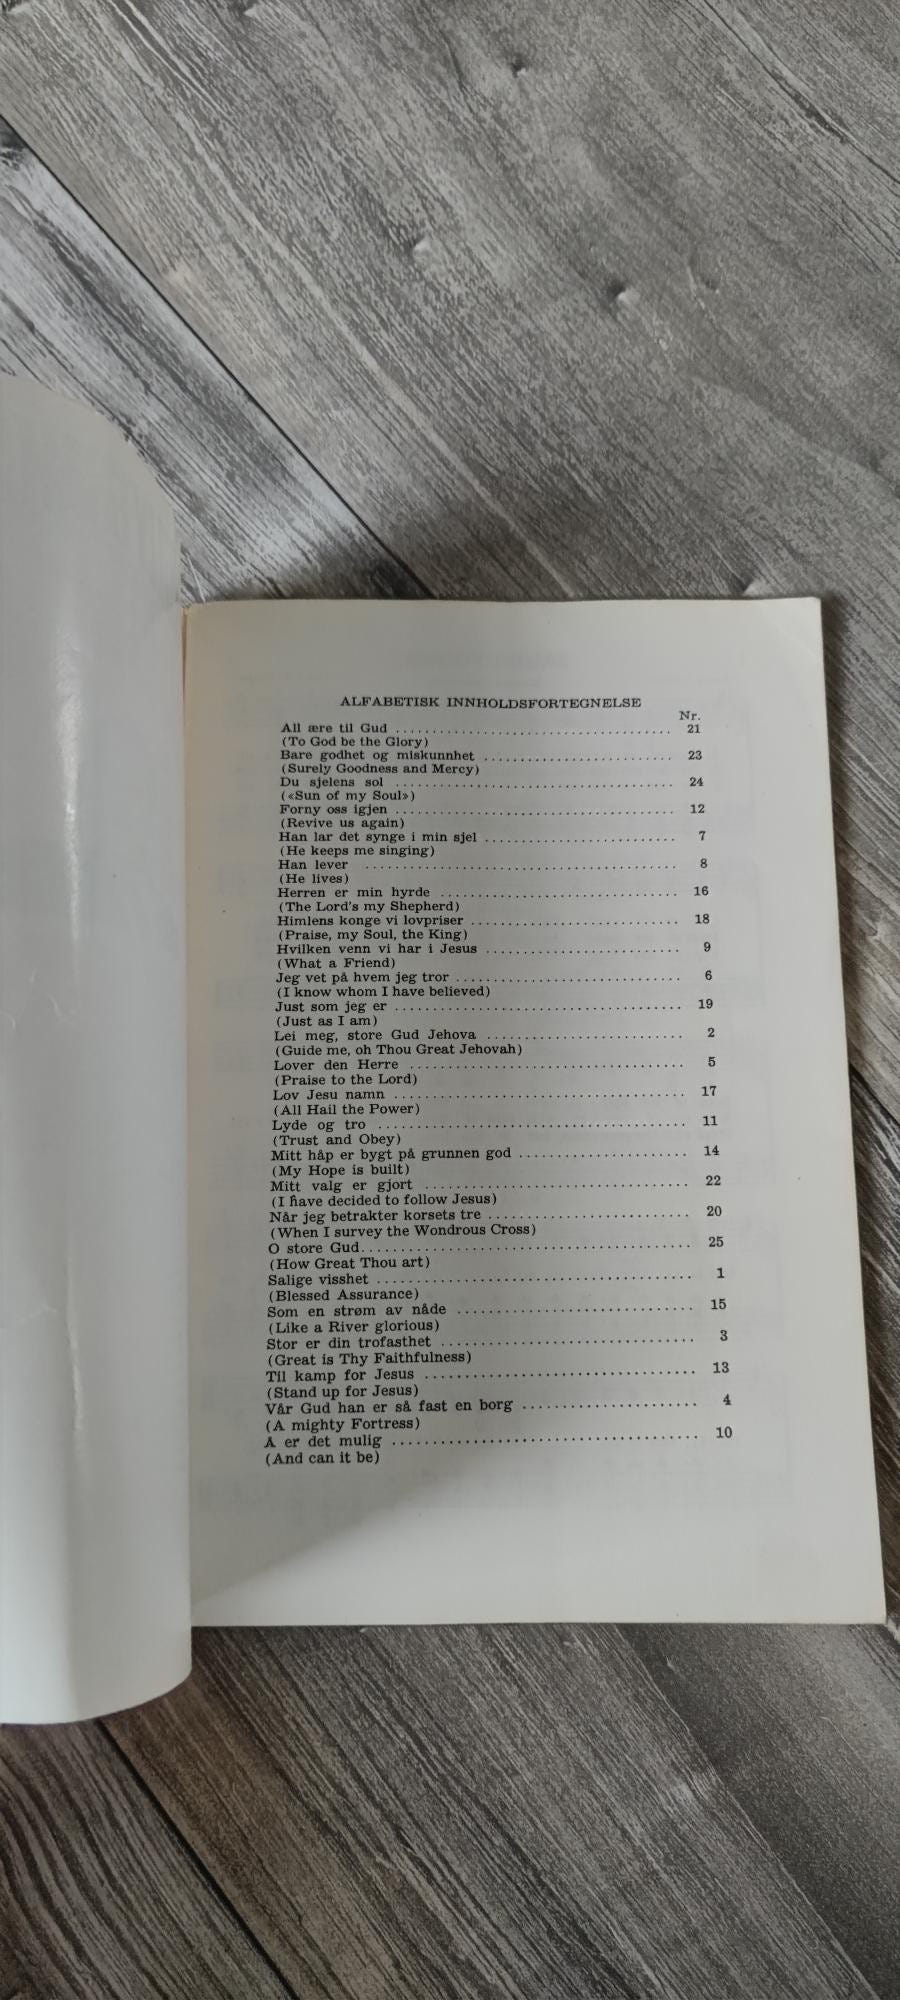 ALFABETISK INNHOLDSFORTEGNELSE
Nr.
All ære til Gud ........................................ 21
(To God be the Glory)
Bare godhet og miskunnhet ........................ 23
(Surely Goodness and Mercy)
Du sjelens sol ........................................ 24
(«Sun of my Soul»)
Forny oss igjen ........................................ 12
(Revive us again)
Han lar det synge i min sjel ........................ 7
(He keeps me singing)
Han lever ........................................ 8
(He lives)
Herren er min hyrde ................................ 16
(The Lord's my Shepherd)
Himlens konge vi lovpriser ........................ 18
(Praise, my Soul, the King)
Hvilken venn vi har i Jesus ........................ 9
(What a Friend)
Jeg vet på hvem jeg tror ............................ 6
(I know whom I have believed)
Just som jeg er .................................... 19
(Just as I am)
Lei meg, store Gud Jehova ........................ 2
(Guide me, oh Thou Great Jehovah)
Lover den Herre .................................... 5
(Praise to the Lord)
Lov Jesu namn .................................... 17
(All Hail the Power)
Lyde og tro ........................................ 11
(Trust and Obey)
Mitt håp er bygt på grunnen god .................... 14
(My Hope is built)
Mitt valg er gjort ................................ 22
(I have decided to follow Jesus)
Når jeg betrakter korsets tre ........................ 20
(When I survey the Wondrous Cross)
O store Gud........................................ 25
(How Great Thou art)
Salige visshet .................................... 1
(Blessed Assurance)
Som en strøm av nåde ............................ 15
(Like a River glorious)
Stor er din trofasthet ................................ 3
(Great is Thy Faithfulness)
Til kamp for Jesus ................................ 13
(Stand up for Jesus)
Vår Gud han er så fast en borg .................... 4
(A mighty Fortress)
Å er det mulig .................................... 10
(And can it be)